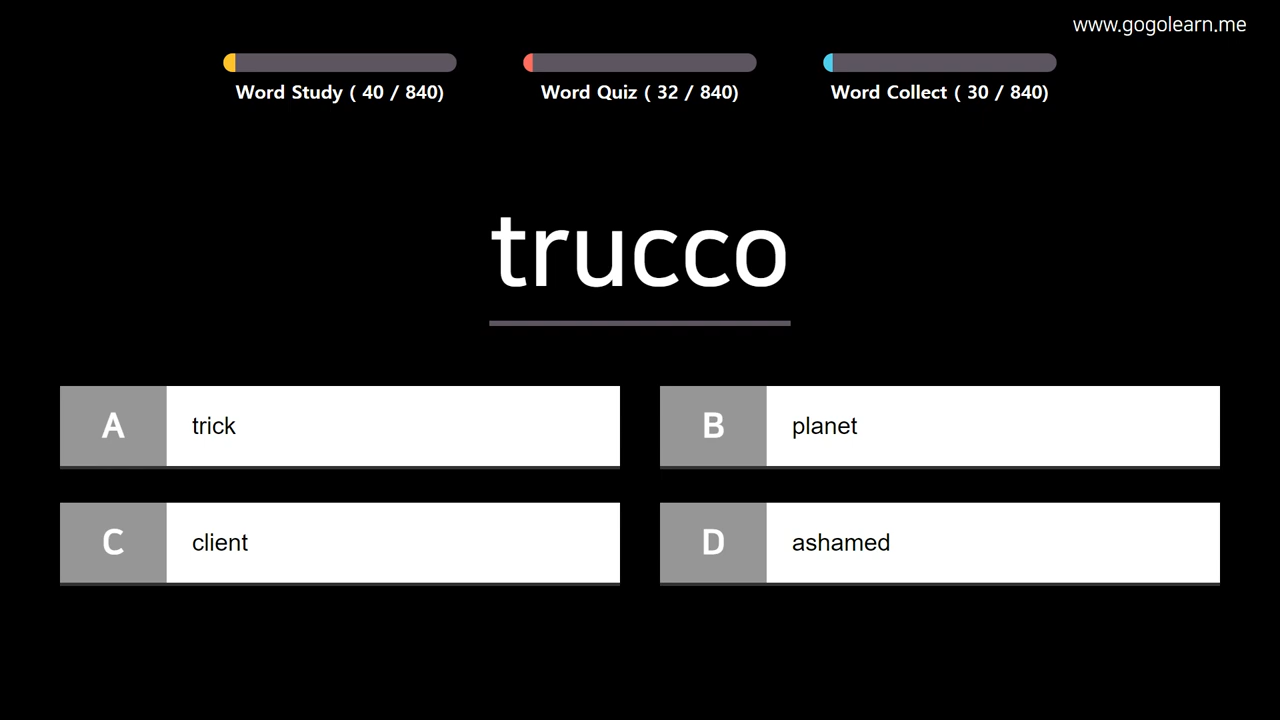 www.gogolearn.me
Word Study ( 40 / 840)
Word Quiz ( 32 / 840)
Word Collect ( 30 / 840)
trucco
A trick
B planet
C client
D ashamed